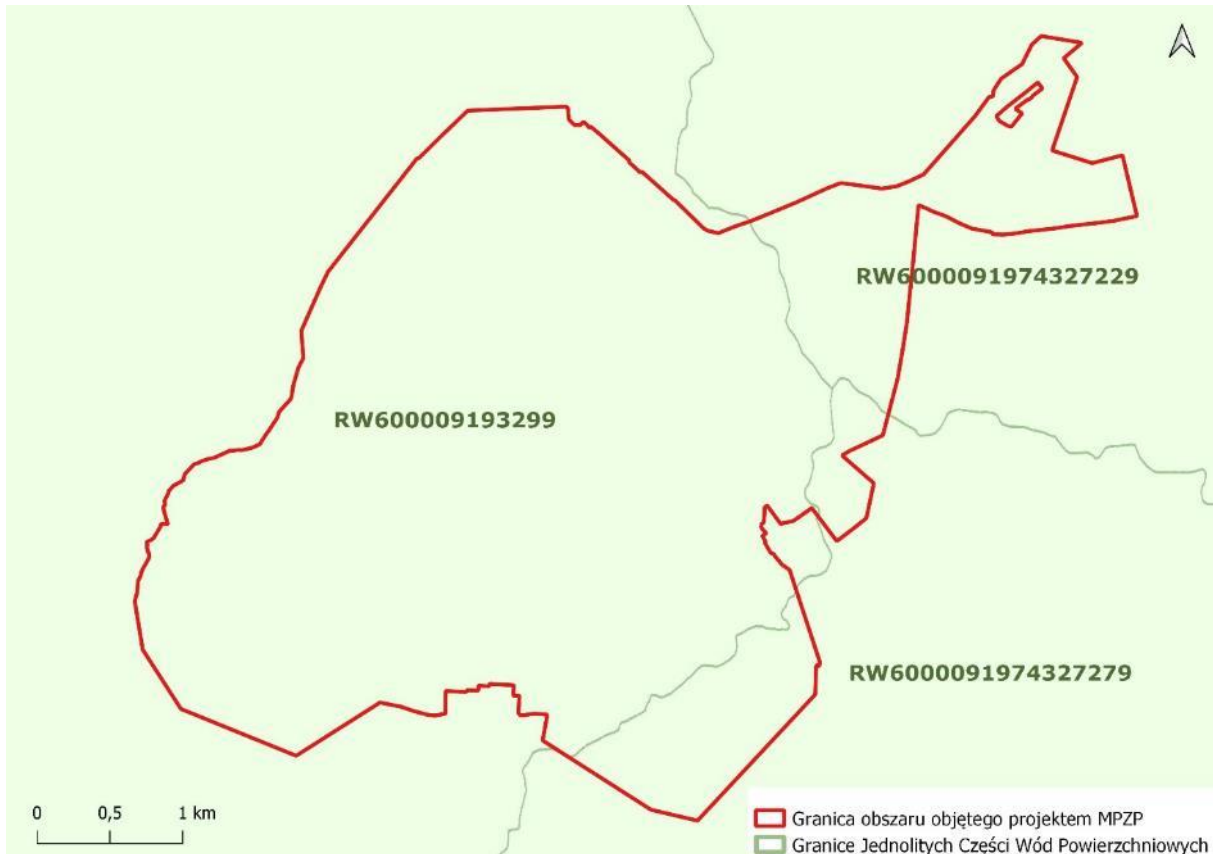 RW6000091974327229
RW600009193299
RW6000091974327279
0 0,5 1 km
Granica obszaru objętego projektem MPZP
Granice Jednolitych Części Wód Powierzchniowych